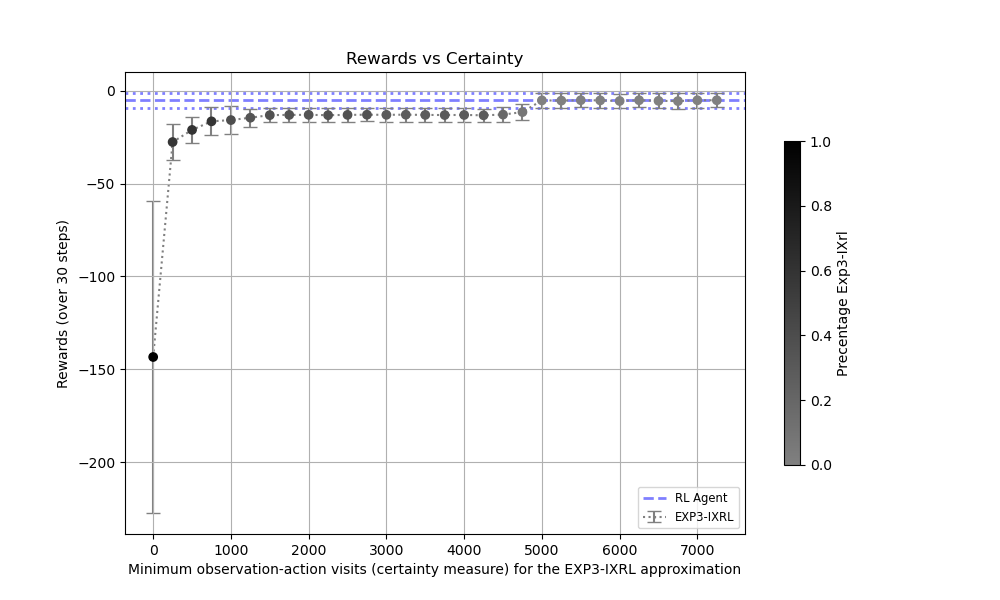 Rewards vs Certainty
0
−50
−100
−150
−200
Rewards (over 30 steps)
0 1000 2000 3000 4000 5000 6000 7000
Minimum observation-action visits (certainty measure) for the EXP3-IXRL approximation
RL Agent
EXP3-IXRL
1.0
0.8
0.6
0.4
0.2
0.0
Precentage Exp3-IXrl